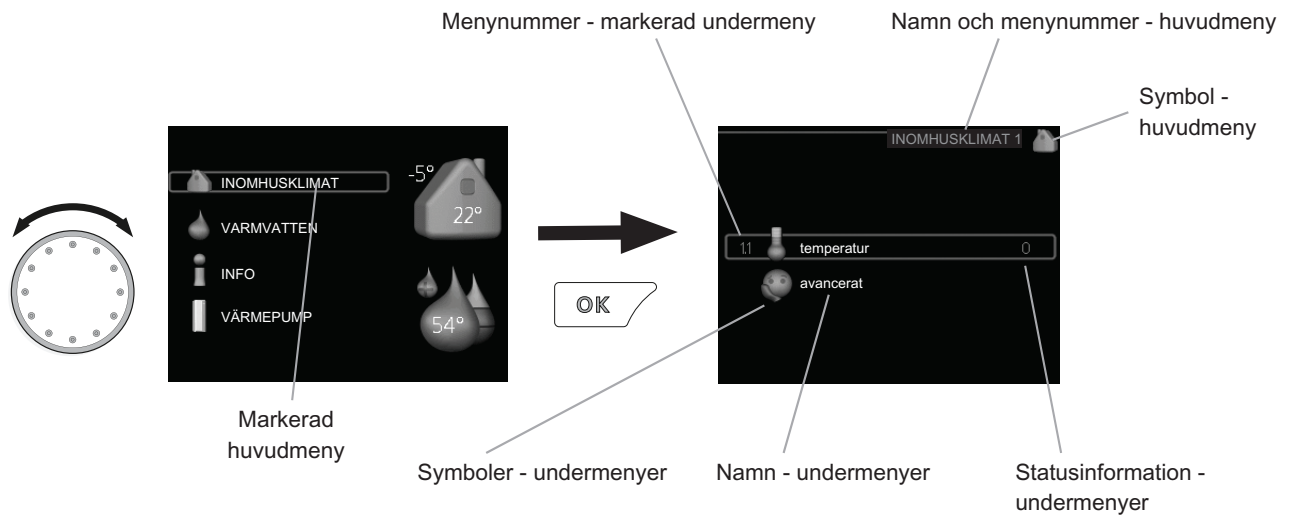 Menynummer - markerad undermeny
Namn och menynummer - huvudmeny
Symbol -
huvudmeny
INOMHUSKLIMAT
-5°
22°
VARMVATTEN
INFO
VÄRMEPUMP
54°
OK
INOMHUSKLIMAT 1
1.1 temperatur 0
avancerat
Markerad
huvudmeny
Symboler - undermenyer
Namn - undermenyer
Statusinformation -
undermenyer